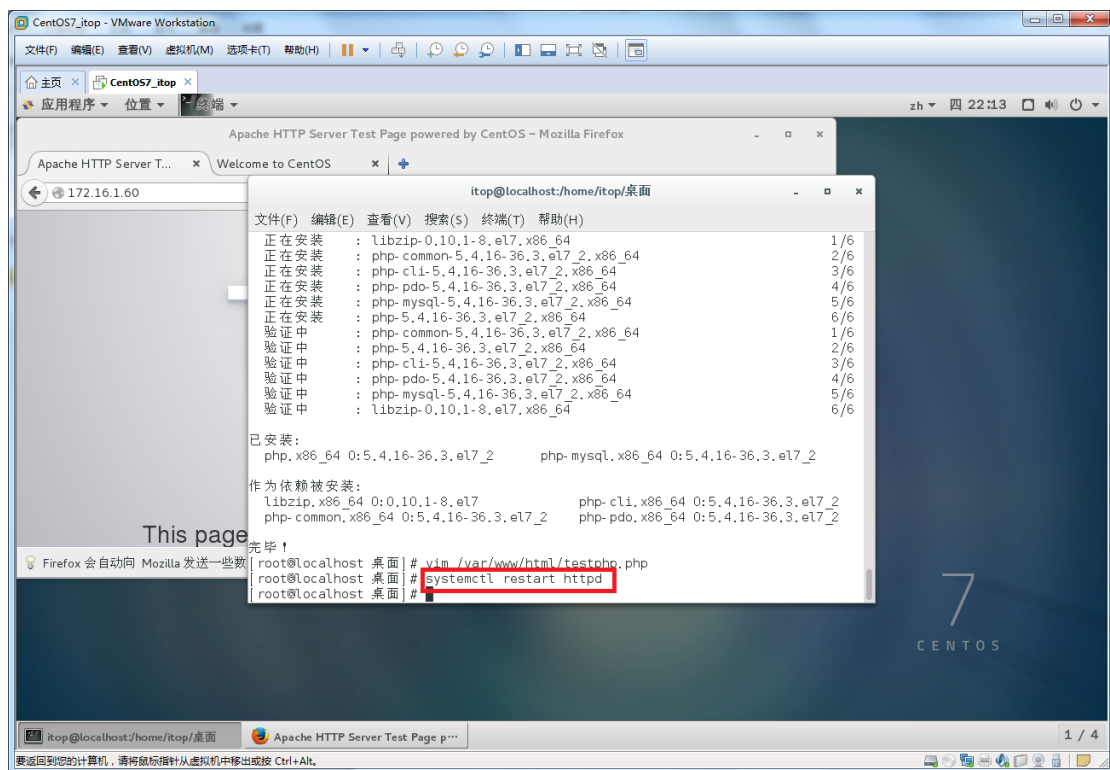 CentOS7_itop - VMware Workstation
文件(F) 编辑(E) 查看(V) 虚拟机(M) 选项卡(T) 帮助(H)
主页 × CentOS7_itop ×
应用程序 位置 终端 zh 四 22:13
Apache HTTP Server Test Page powered by CentOS - Mozilla Firefox
Apache HTTP Server T... × Welcome to CentOS ×
172.16.1.60
itop@localhost:/home/itop/桌面
文件(F) 编辑(E) 查看(V) 搜索(S) 终端(T) 帮助(H)
正在安装 : libzip-0.10.1-8.el7.x86_64 1/6
正在安装 : php-common-5.4.16-36.3.el7_2.x86_64 2/6
正在安装 : php-cli-5.4.16-36.3.el7_2.x86_64 3/6
正在安装 : php-pdo-5.4.16-36.3.el7_2.x86_64 4/6
正在安装 : php-mysql-5.4.16-36.3.el7_2.x86_64 5/6
正在安装 : php-5.4.16-36.3.el7_2.x86_64 6/6
验证中 : php-common-5.4.16-36.3.el7_2.x86_64 1/6
验证中 : php-5.4.16-36.3.el7_2.x86_64 2/6
验证中 : php-cli-5.4.16-36.3.el7_2.x86_64 3/6
验证中 : php-pdo-5.4.16-36.3.el7_2.x86_64 4/6
验证中 : php-mysql-5.4.16-36.3.el7_2.x86_64 5/6
验证中 : libzip-0.10.1-8.el7.x86_64 6/6
已安装:
php.x86_64 0:5.4.16-36.3.el7_2 php-mysql.x86_64 0:5.4.16-36.3.el7_2
作为依赖被安装:
libzip.x86_64 0:0.10.1-8.el7 php-cli.x86_64 0:5.4.16-36.3.el7_2
php-common.x86_64 0:5.4.16-36.3.el7_2 php-pdo.x86_64 0:5.4.16-36.3.el7_2
完毕！
[root@localhost 桌面]# vim /var/www/html/testphp.php
[root@localhost 桌面]# systemctl restart httpd
[root@localhost 桌面]#
This page
Firefox 会自动向 Mozilla 发送一些数
7
CENTOS
itop@localhost:/home/itop/桌面 Apache HTTP Server Test Page p··· 1 / 4
要返回到您的计算机，请将鼠标指针从虚拟机中移出或按 Ctrl+Alt。